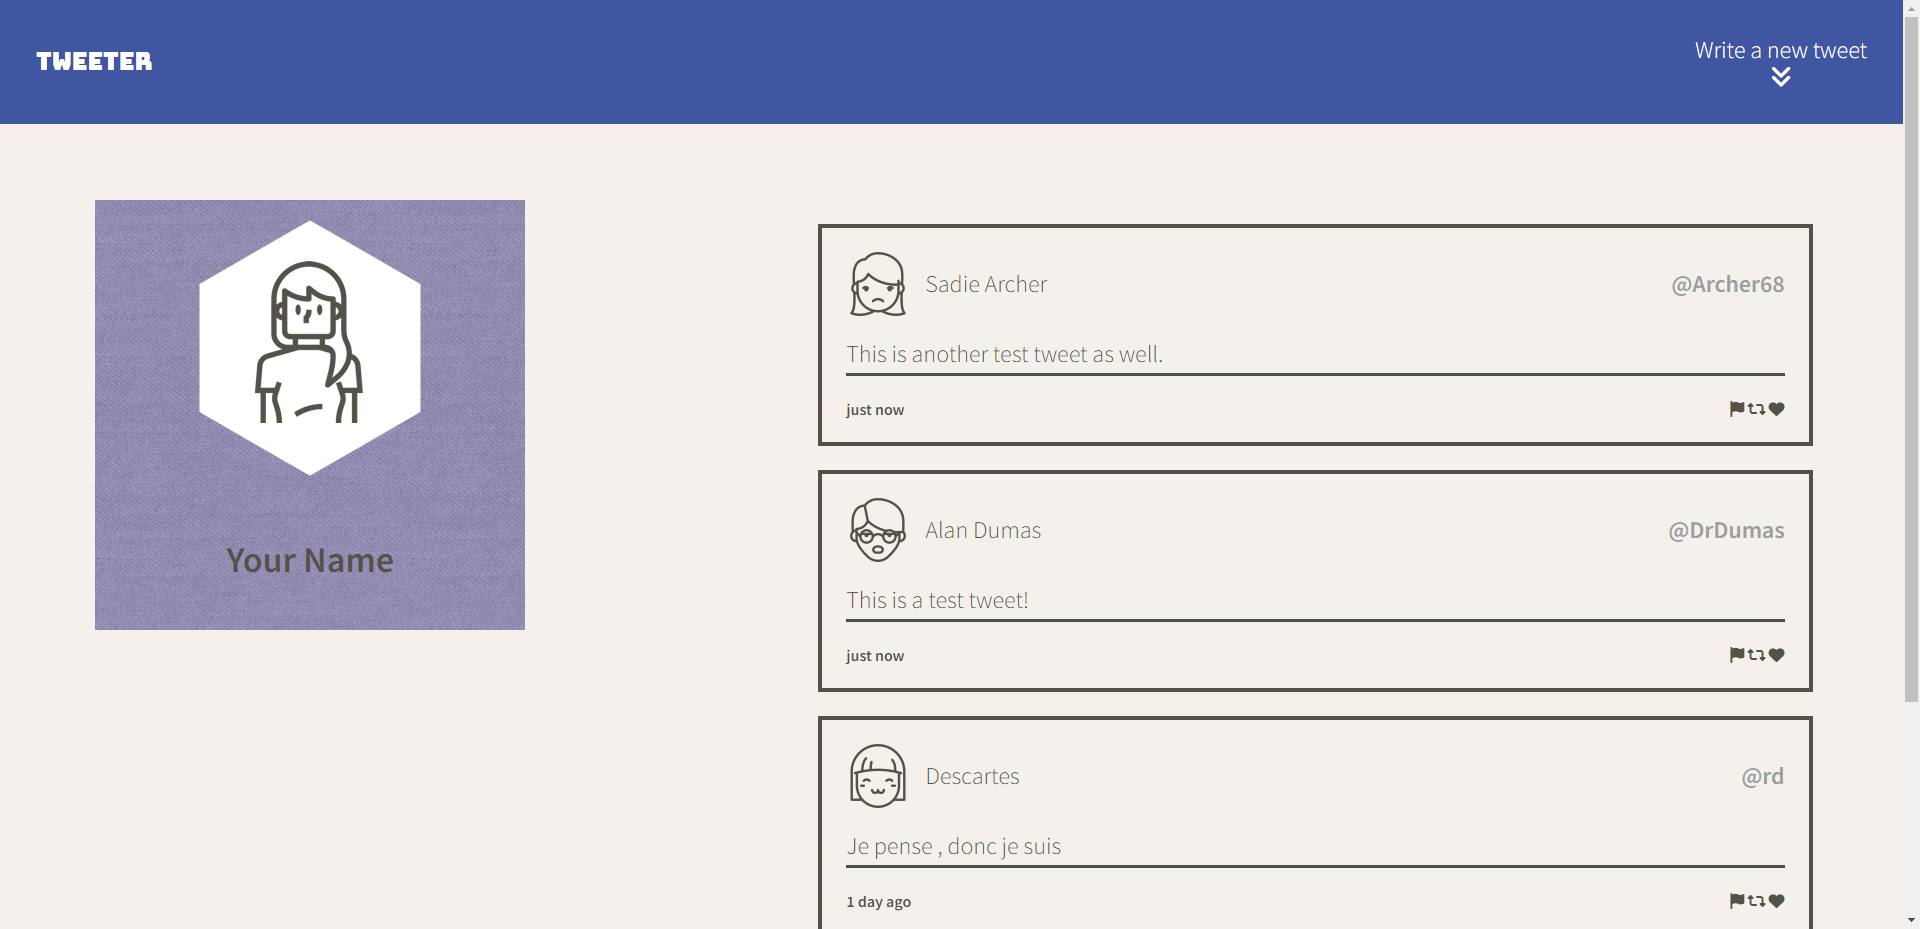 TWEETER
Write a new tweet
Your Name
Sadie Archer
@Archer68
This is another test tweet as well.
just now
Alan Dumas
@DrDumas
This is a test tweet!
just now
Descartes
@rd
Je pense , donc je suis
1 day ago